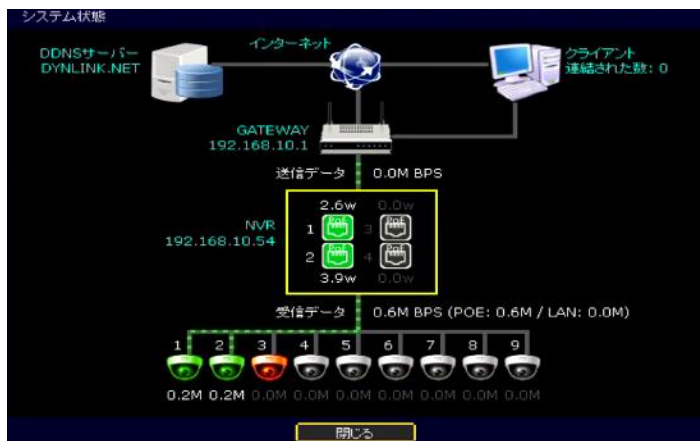 システム状態
DDNSサーバー
DYNLINK.NET
インターネット
クライアント
連結された数: 0
GATEWAY
192.168.10.1
送信データ 0.0M BPS
2.6w 0.0w
NVR
192.168.10.54
1 PoE 3 PoE
2 PoE 4 PoE
3.9w 0.0w
受信データ 0.6M BPS (POE: 0.6M / LAN: 0.0M)
1 2 3 4 5 6 7 8 9
0.2M 0.2M 0.0M 0.0M 0.0M 0.0M 0.0M 0.0M 0.0M
閉じる